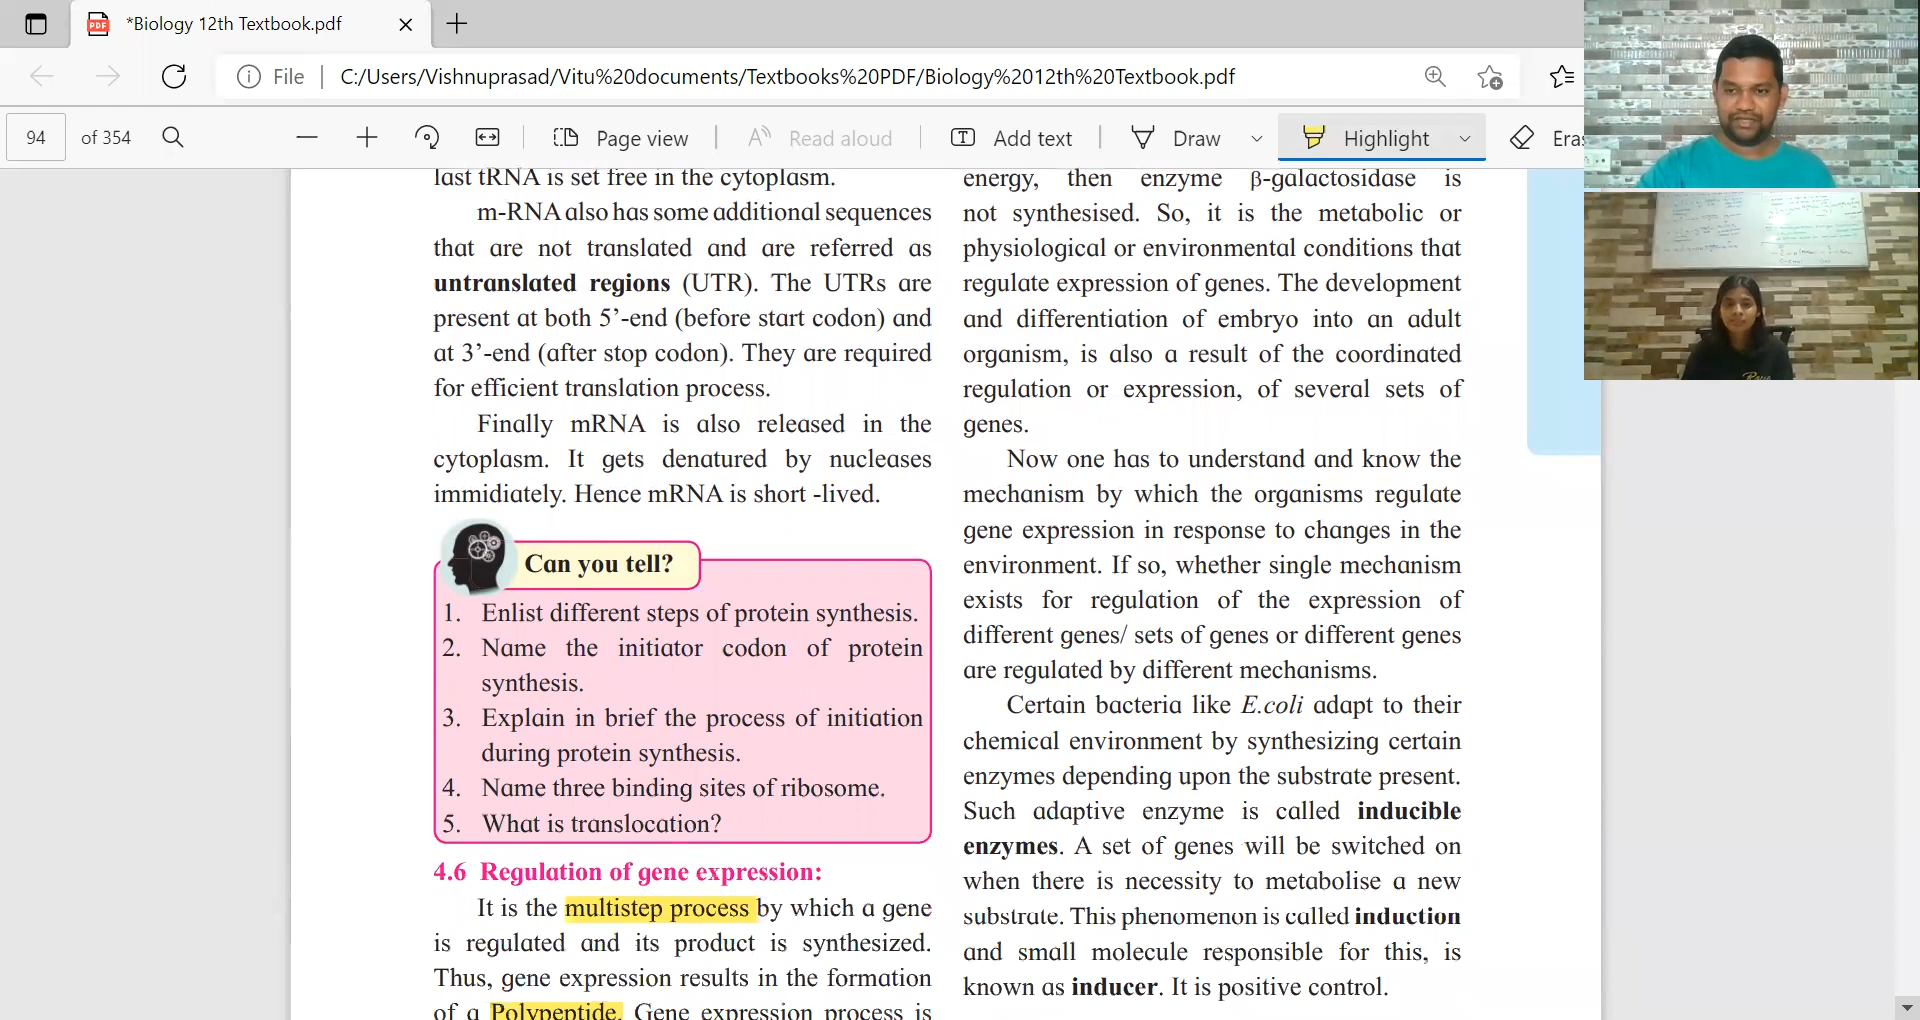 *Biology 12th Textbook.pdf
File
C:/Users/Vishnuprasad/Vitu%20documents/Textbooks%20PDF/Biology%2012th%20Textbook.pdf
94 of 354
Page view
Read aloud
Add text
Draw
Highlight
Eras
last tRNA is set free in the cytoplasm.
m-RNA also has some additional sequences
that are not translated and are referred as
untranslated regions (UTR). The UTRs are
present at both 5’-end (before start codon) and
at 3’-end (after stop codon). They are required
for efficient translation process.
Finally mRNA is also released in the
cytoplasm. It gets denatured by nucleases
immidiately. Hence mRNA is short -lived.
Can you tell?
1. Enlist different steps of protein synthesis.
2. Name the initiator codon of protein
synthesis.
3. Explain in brief the process of initiation
during protein synthesis.
4. Name three binding sites of ribosome.
5. What is translocation?
4.6 Regulation of gene expression:
It is the multistep process by which a gene
is regulated and its product is synthesized.
Thus, gene expression results in the formation
of a Polypeptide. Gene expression process is
energy, then enzyme β-galactosidase is
not synthesised. So, it is the metabolic or
physiological or environmental conditions that
regulate expression of genes. The development
and differentiation of embryo into an adult
organism, is also a result of the coordinated
regulation or expression, of several sets of
genes.
Now one has to understand and know the
mechanism by which the organisms regulate
gene expression in response to changes in the
environment. If so, whether single mechanism
exists for regulation of the expression of
different genes/ sets of genes or different genes
are regulated by different mechanisms.
Certain bacteria like E.coli adapt to their
chemical environment by synthesizing certain
enzymes depending upon the substrate present.
Such adaptive enzyme is called inducible
enzymes. A set of genes will be switched on
when there is necessity to metabolise a new
substrate. This phenomenon is called induction
and small molecule responsible for this, is
known as inducer. It is positive control.